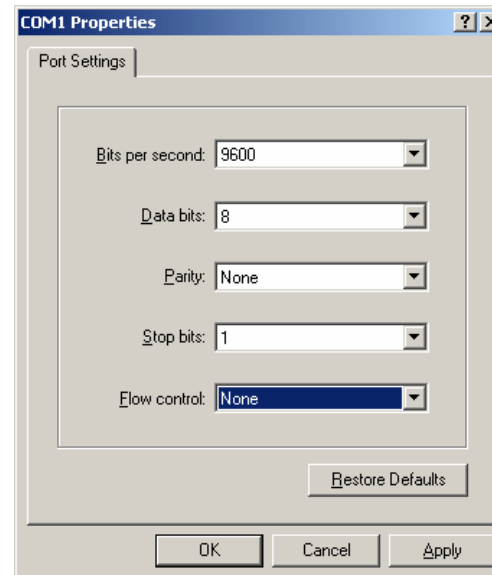 COM1 Properties
Port Settings
Bits per second: 9600
Data bits: 8
Parity: None
Stop bits: 1
Flow control: None
Restore Defaults
OK Cancel Apply